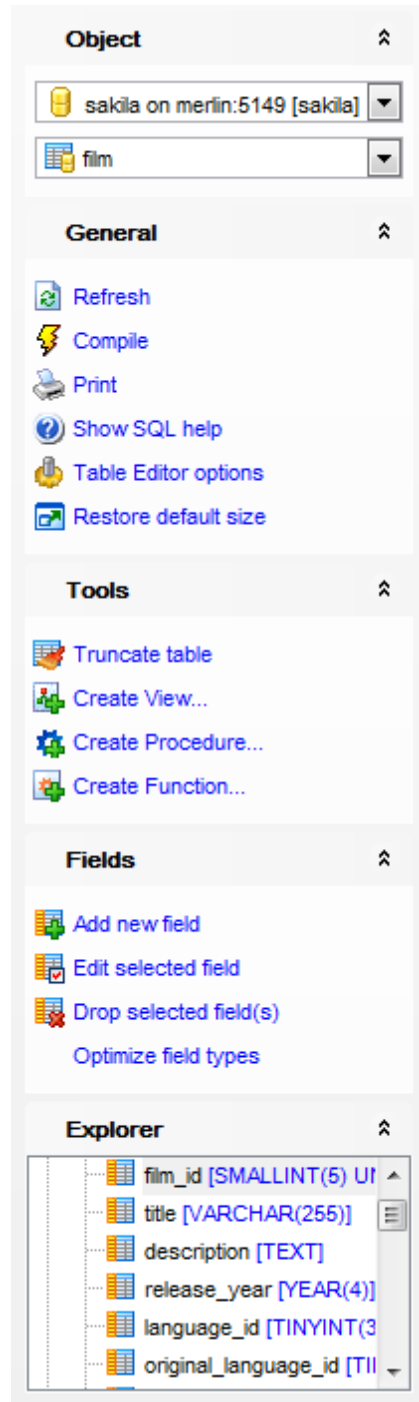 Object
sakila on merlin:5149 [sakila]
film
General
Refresh
Compile
Print
Show SQL help
Table Editor options
Restore default size
Tools
Truncate table
Create View...
Create Procedure...
Create Function...
Fields
Add new field
Edit selected field
Drop selected field(s)
Optimize field types
Explorer
film_id [SMALLINT(5) UN
title [VARCHAR(255)]
description [TEXT]
release_year [YEAR(4)]
language_id [TINYINT(3
original_language_id [TII